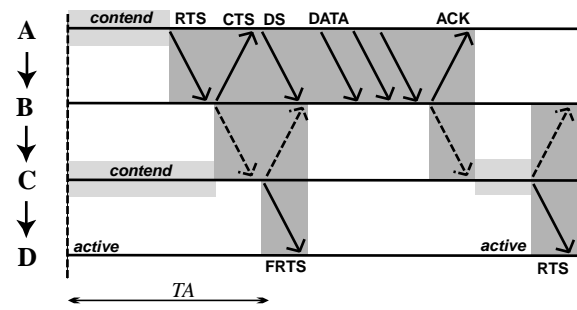 RTS CTS DS DATA ACK
A contend
B
C contend
active active
D
FRTS RTS
TA